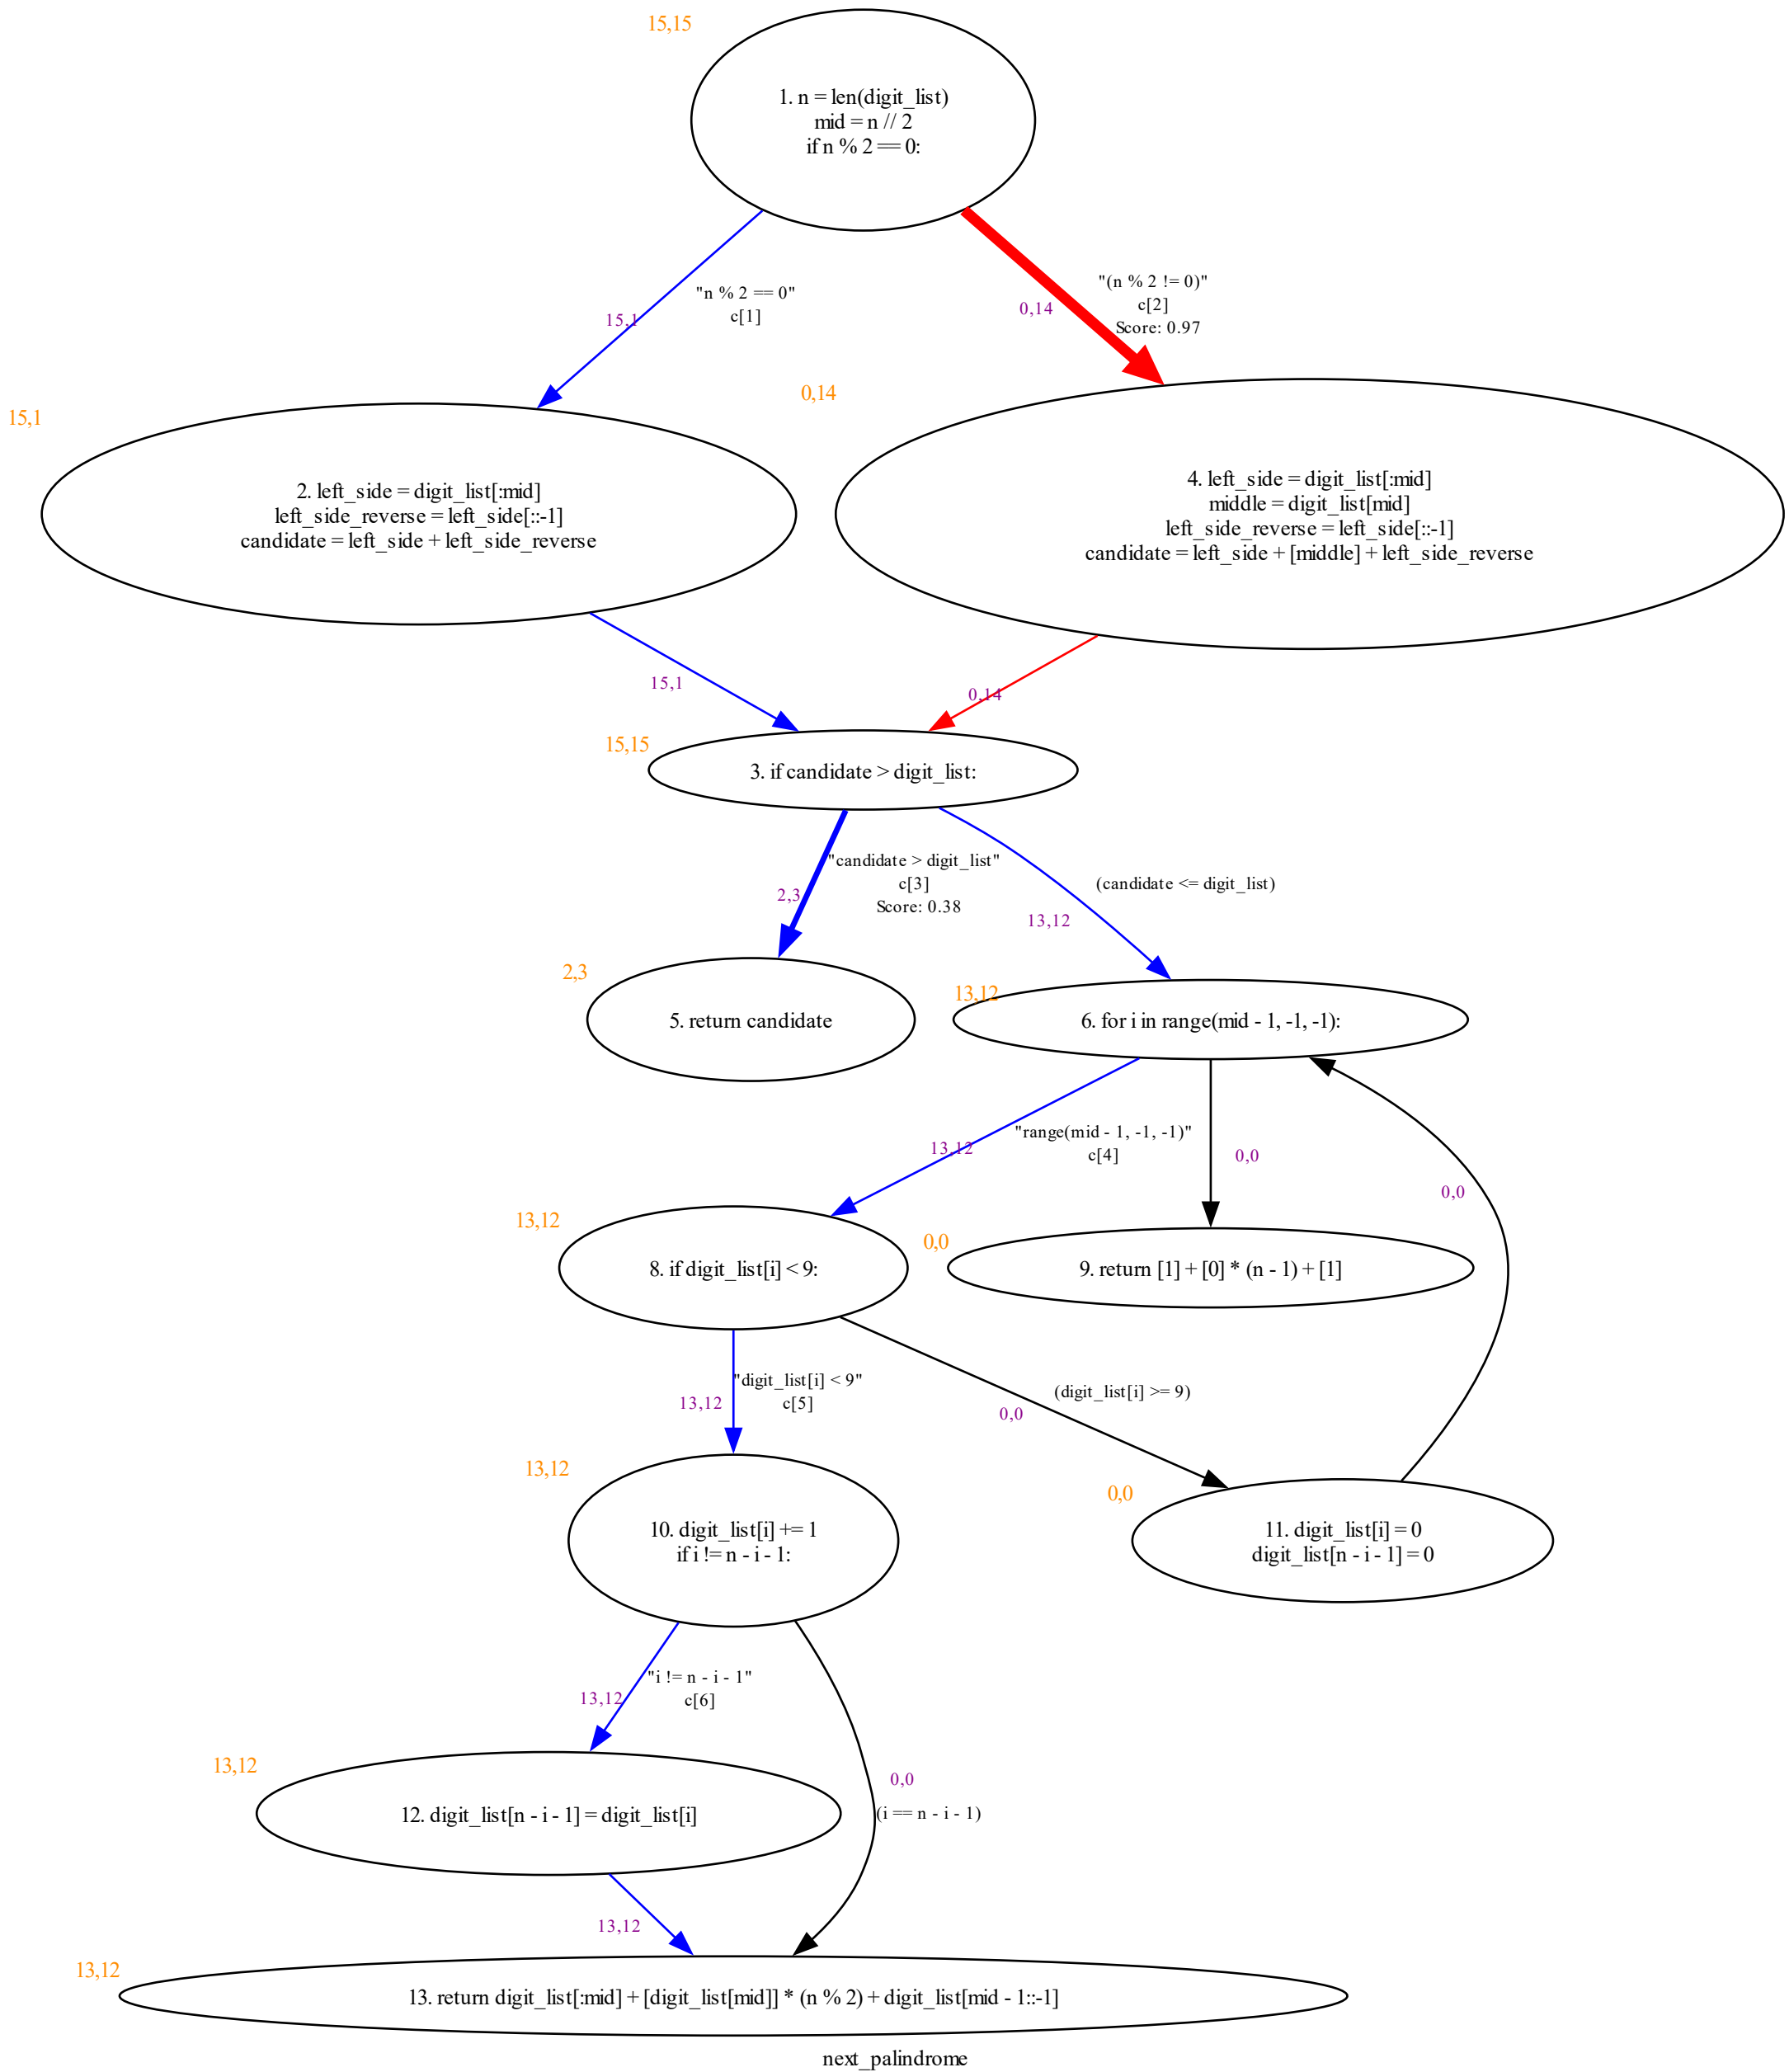 15,15
1. n = len(digit_list)
mid = n // 2
if n % 2 == 0:
"n % 2 == 0"
c[1]
15,1
"(n % 2 != 0)"
c[2]
Score: 0.97
0,14
15,1
2. left_side = digit_list[:mid]
left_side_reverse = left_side[::-1]
candidate = left_side + left_side_reverse
0,14
4. left_side = digit_list[:mid]
middle = digit_list[mid]
left_side_reverse = left_side[::-1]
candidate = left_side + [middle] + left_side_reverse
15,1
0,14
15,15
3. if candidate > digit_list:
"candidate > digit_list"
c[3]
Score: 0.38
2,3
(candidate <= digit_list)
13,12
2,3
5. return candidate
13,12
6. for i in range(mid - 1, -1, -1):
"range(mid - 1, -1, -1)"
c[4]
13,12
0,0
0,0
13,12
8. if digit_list[i] < 9:
0,0
9. return [1] + [0] * (n - 1) + [1]
"digit_list[i] < 9"
c[5]
13,12
(digit_list[i] >= 9)
0,0
13,12
10. digit_list[i] += 1
if i != n - i - 1:
0,0
11. digit_list[i] = 0
digit_list[n - i - 1] = 0
"i != n - i - 1"
c[6]
13,12
0,0
(i == n - i - 1)
13,12
12. digit_list[n - i - 1] = digit_list[i]
13,12
13,12
13. return digit_list[:mid] + [digit_list[mid]] * (n % 2) + digit_list[mid - 1::-1]
next_palindrome